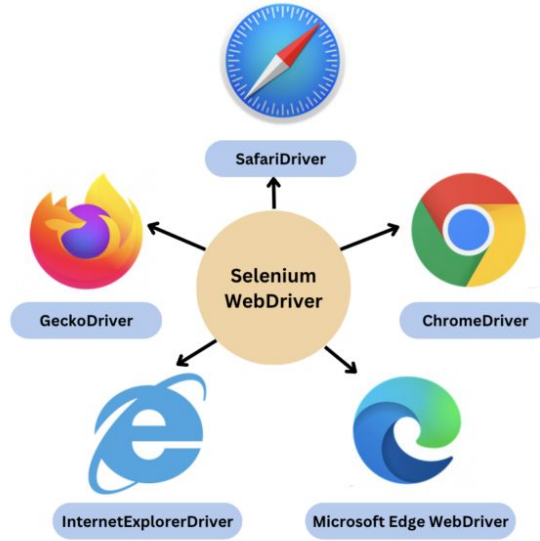 SafariDriver
Selenium
WebDriver
GeckoDriver
ChromeDriver
InternetExplorerDriver
Microsoft Edge WebDriver